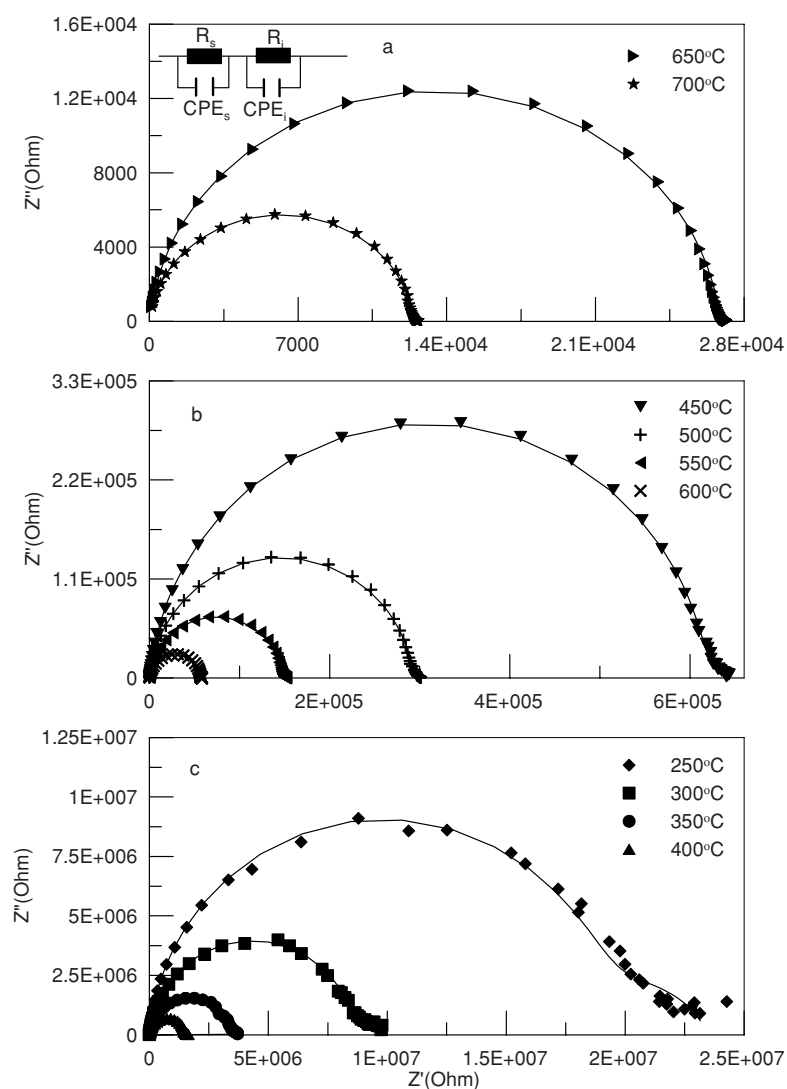 1.6E+004
1.2E+004
8000
4000
0
Z''(Ohm)
R_s
R_i
CPE_s
CPE_i
a
650°C
700°C
0
7000
1.4E+004
2.1E+004
2.8E+004
3.3E+005
2.2E+005
1.1E+005
0
Z''(Ohm)
b
450°C
500°C
550°C
600°C
0
2E+005
4E+005
6E+005
1.25E+007
1E+007
7.5E+006
5E+006
2.5E+006
0
Z''(Ohm)
c
250°C
300°C
350°C
400°C
0
5E+006
1E+007
1.5E+007
2E+007
2.5E+007
Z'(Ohm)